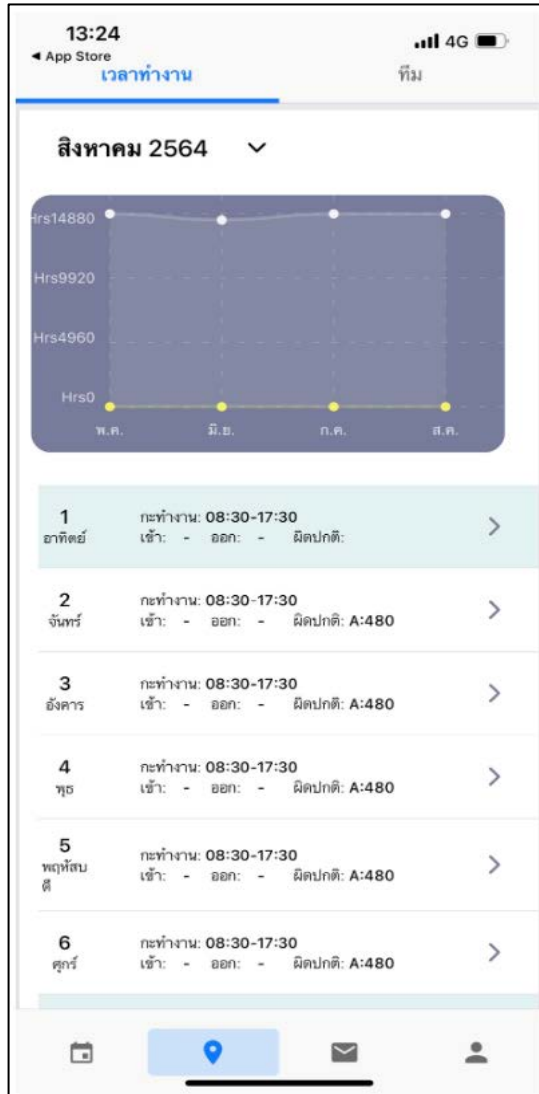 13:24
4G
◀ App Store
เวลาทำงาน ทีม
สิงหาคม 2564
Hrs14880
Hrs9920
Hrs4960
Hrs0
พ.ค. มิ.ย. ก.ค. ส.ค.
1 กะทำงาน: 08:30-17:30
อาทิตย์ เข้า: - ออก: - ผิดปกติ:
2 กะทำงาน: 08:30-17:30
จันทร์ เข้า: - ออก: - ผิดปกติ: A:480
3 กะทำงาน: 08:30-17:30
อังคาร เข้า: - ออก: - ผิดปกติ: A:480
4 กะทำงาน: 08:30-17:30
พุธ เข้า: - ออก: - ผิดปกติ: A:480
5 กะทำงาน: 08:30-17:30
พฤหัสบ เข้า: - ออก: - ผิดปกติ: A:480
ดี
6 กะทำงาน: 08:30-17:30
ศุกร์ เข้า: - ออก: - ผิดปกติ: A:480